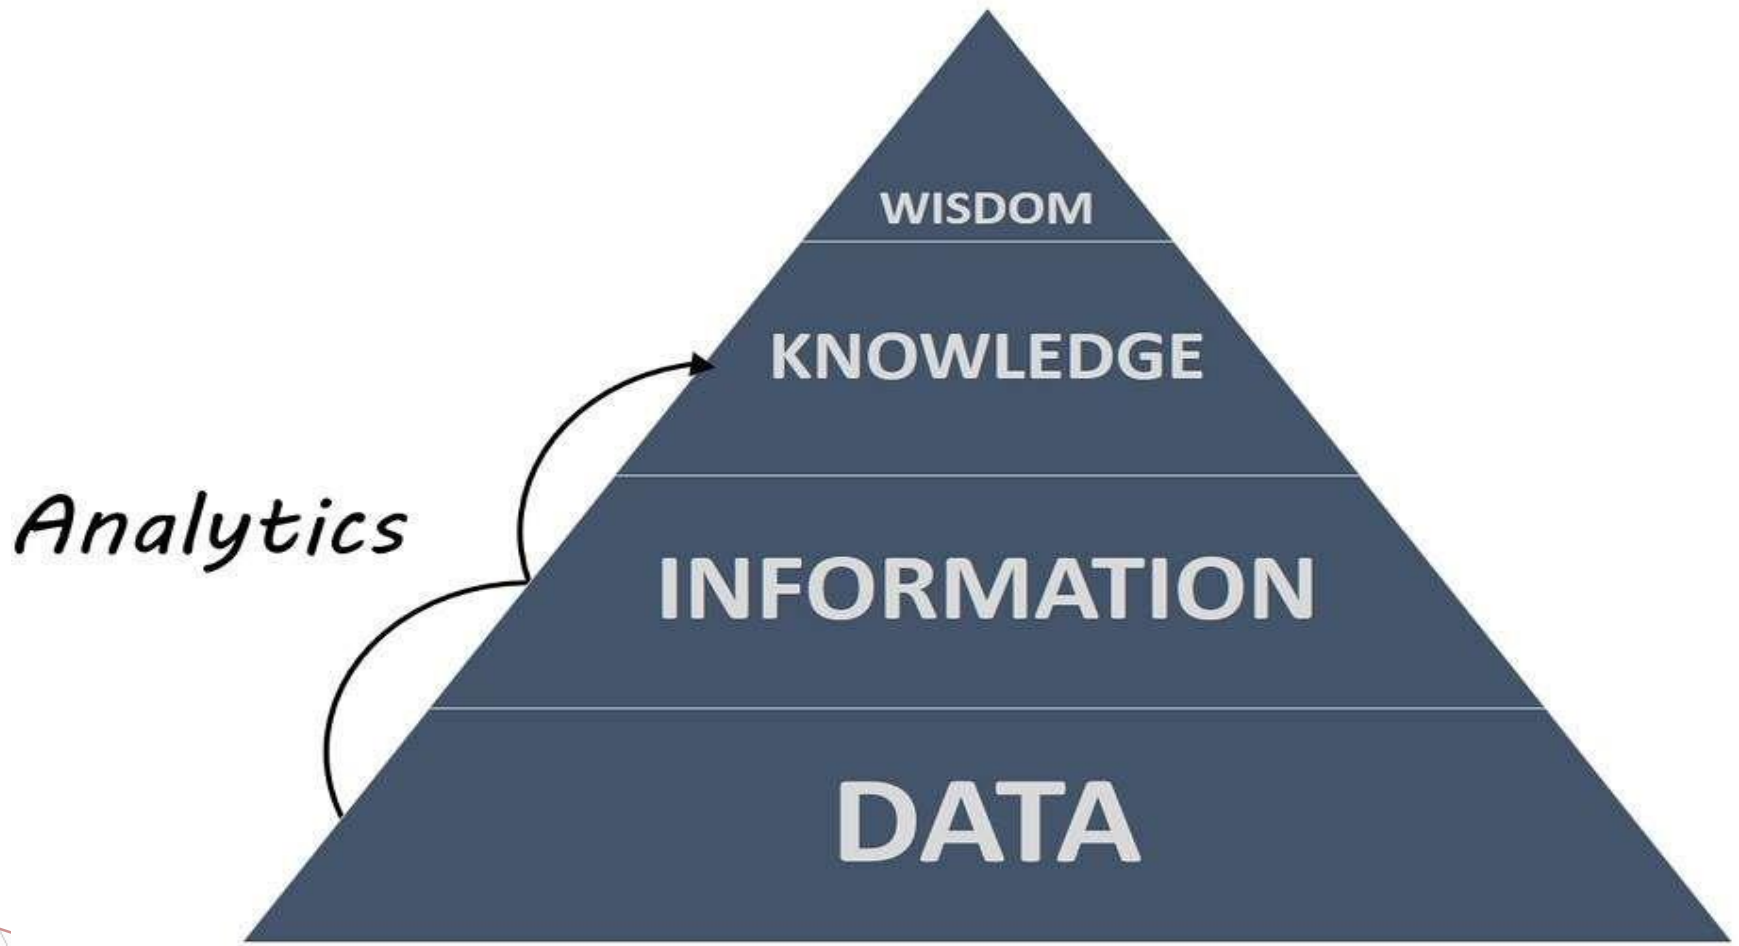 WISDOM
KNOWLEDGE
Analytics
INFORMATION
DATA